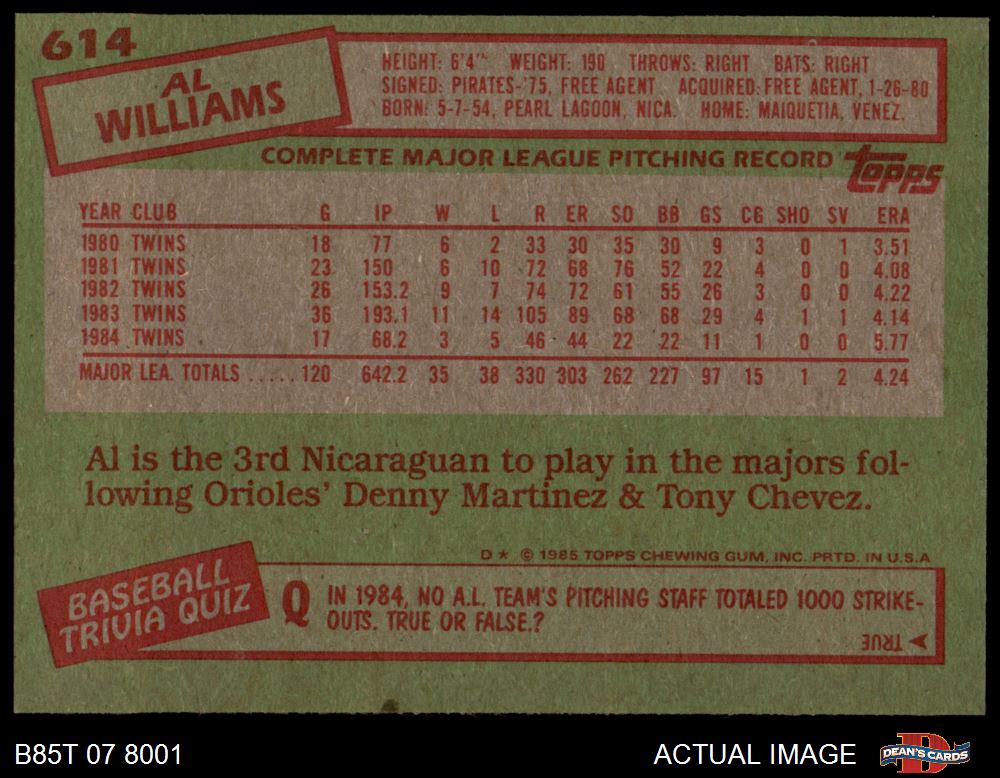 614
AL
WILLIAMS
HEIGHT: 6'4" WEIGHT: 190 THROWS: RIGHT BATS: RIGHT
SIGNED: PIRATES-'75, FREE AGENT ACQUIRED: FREE AGENT, 1-26-80
BORN: 5-7-54, PEARL LAGOON, NICA. HOME: MAIQUETIA, VENEZ.
COMPLETE MAJOR LEAGUE PITCHING RECORD topps
YEAR CLUB G IP W L R ER SO BB GS CG SHO SV ERA
1980 TWINS 18 77 6 2 33 30 35 30 9 3 0 1 3.51
1981 TWINS 23 150 6 10 72 68 76 52 22 4 0 0 4.08
1982 TWINS 26 153.2 9 7 74 72 61 55 26 3 0 0 4.22
1983 TWINS 36 193.1 11 14 105 89 68 68 29 4 1 1 4.14
1984 TWINS 17 68.2 3 5 46 44 22 22 11 1 0 0 5.77
MAJOR LEA. TOTALS ..... 120 642.2 35 38 330 303 262 227 97 15 1 2 4.24
Al is the 3rd Nicaraguan to play in the majors fol-
lowing Orioles' Denny Martinez & Tony Chevez.
D* © 1985 TOPPS CHEWING GUM, INC. PRTD. IN U.S.A
BASEBALL
TRIVIA QUIZ
Q IN 1984, NO A.L. TEAM'S PITCHING STAFF TOTALED 1000 STRIKE-
OUTS. TRUE OR FALSE.?
TRUE
B85T 07 8001 ACTUAL IMAGE DEAN'S CARDS